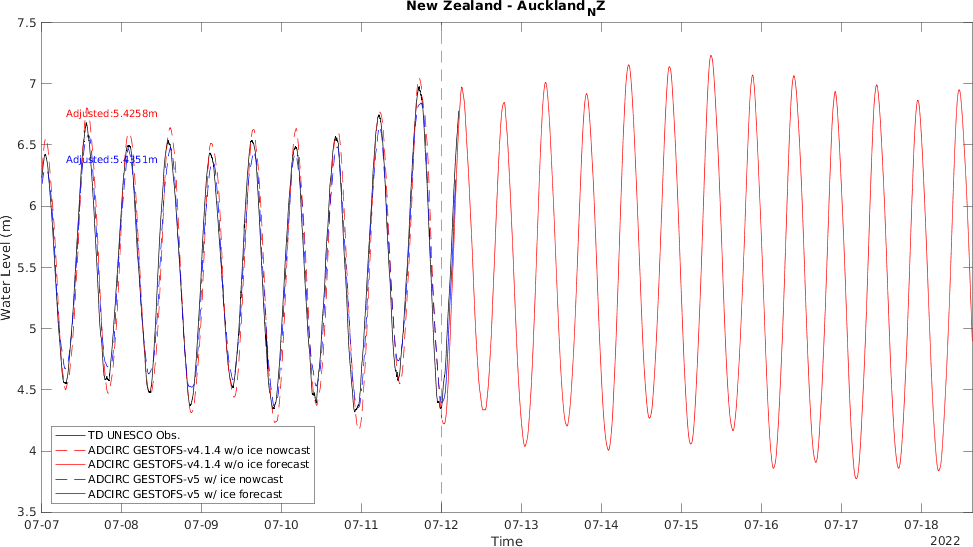 New Zealand - Auckland_NZ
7.5
7
6.5
6
5.5
5
4.5
4
3.5
Water Level (m)
Adjusted:5.4258m
Adjusted:5.4351m
TD UNESCO Obs.
ADCIRC GESTOFS-v4.1.4 w/o ice nowcast
ADCIRC GESTOFS-v4.1.4 w/o ice forecast
ADCIRC GESTOFS-v5 w/ ice nowcast
ADCIRC GESTOFS-v5 w/ ice forecast
07-07 07-08 07-09 07-10 07-11 07-12 07-13 07-14 07-15 07-16 07-17 07-18
Time
2022